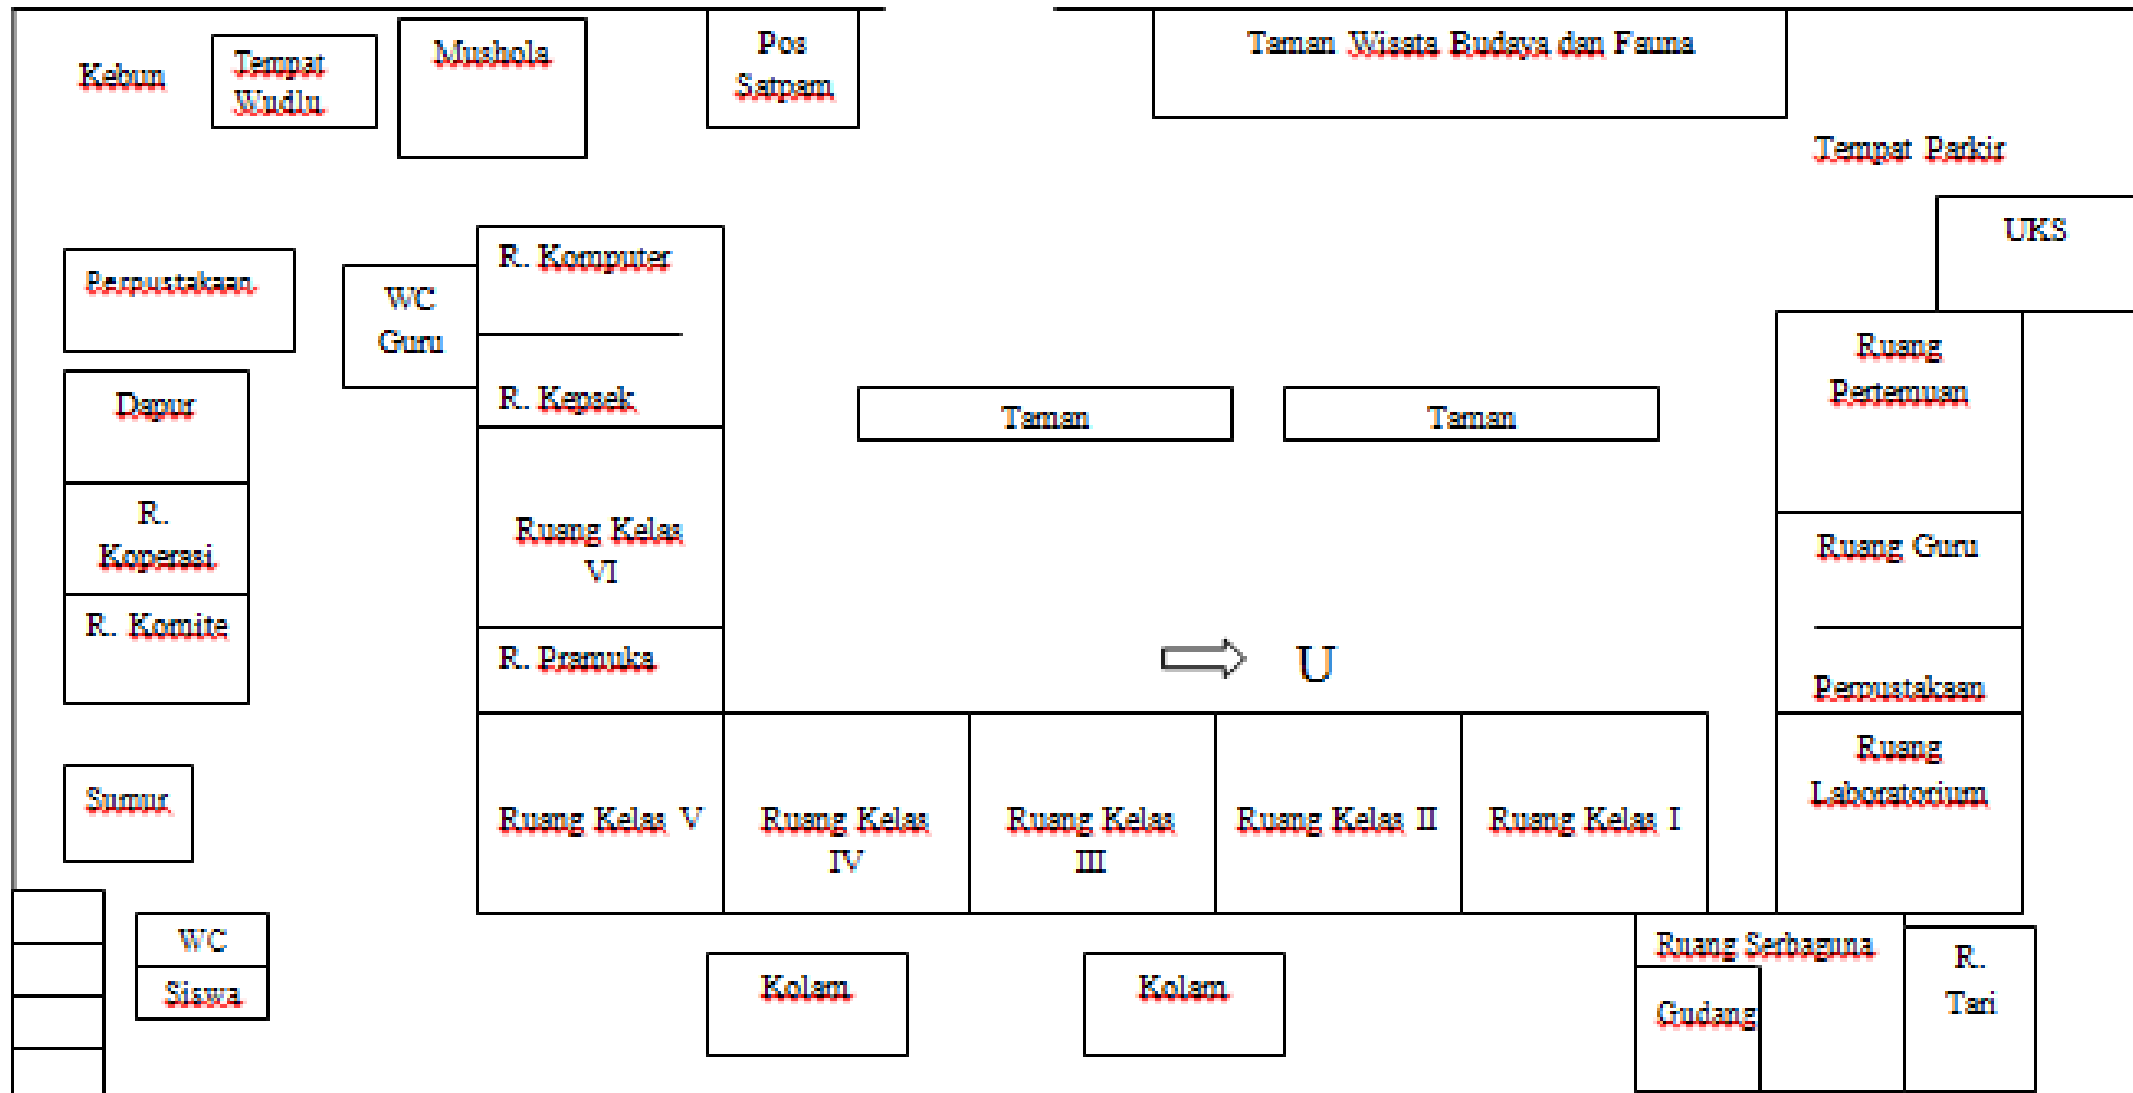 Kebun
Tempat
Wudlu
Mushola
Pos
Satpam
Taman Wisata Budaya dan Fauna
Tempat Parkir
UKS
Perpustakaan
WC
Guru
R. Komputer
R. Kepsek
Dapur
R.
Koperasi
R. Komite
Ruang Kelas
VI
R. Pramuka
Taman
Taman
U
Ruang
Pertemuan
Ruang Guru
Perpustakaan
Ruang
Laboratorium
Sumur
Ruang Kelas V
Ruang Kelas
IV
Ruang Kelas
III
Ruang Kelas II
Ruang Kelas I
WC
Siswa
Kolam
Kolam
Ruang Serbaguna
Gudang
R.
Tari